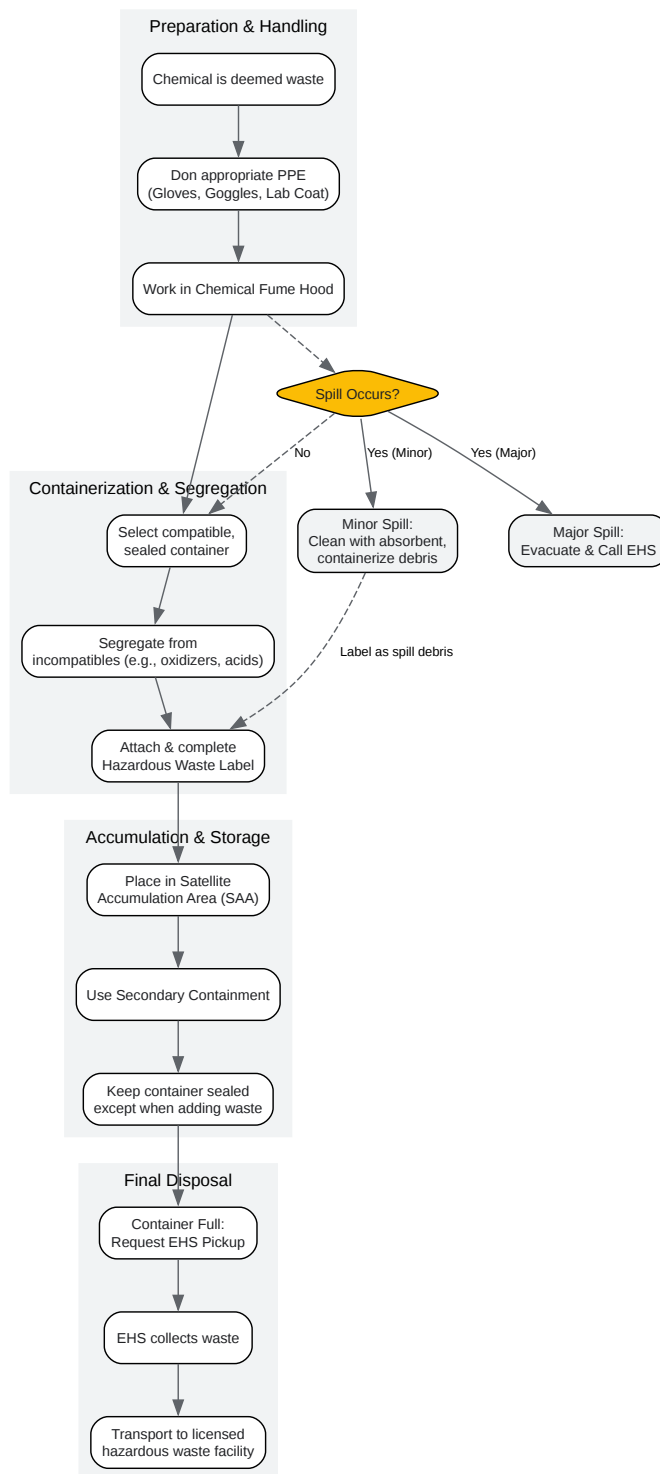 Preparation & Handling
Chemical is deemed waste
Don appropriate PPE
(Gloves, Goggles, Lab Coat)
Work in Chemical Fume Hood
Spill Occurs?
No
Yes (Minor)
Yes (Major)
Containerization & Segregation
Select compatible,
sealed container
Minor Spill:
Clean with absorbent,
containerize debris
Major Spill:
Evacuate & Call EHS
Segregate from
incompatibles (e.g., oxidizers, acids)
Label as spill debris
Attach & complete
Hazardous Waste Label
Accumulation & Storage
Place in Satellite
Accumulation Area (SAA)
Use Secondary Containment
Keep container sealed
except when adding waste
Final Disposal
Container Full:
Request EHS Pickup
EHS collects waste
Transport to licensed
hazardous waste facility